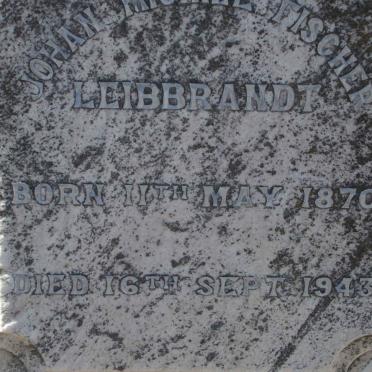 JOHAN MICHAEL FISCHER
LEIBBRANDT
BORN 11TH MAY 1870
DIED 16TH SEPT. 1943